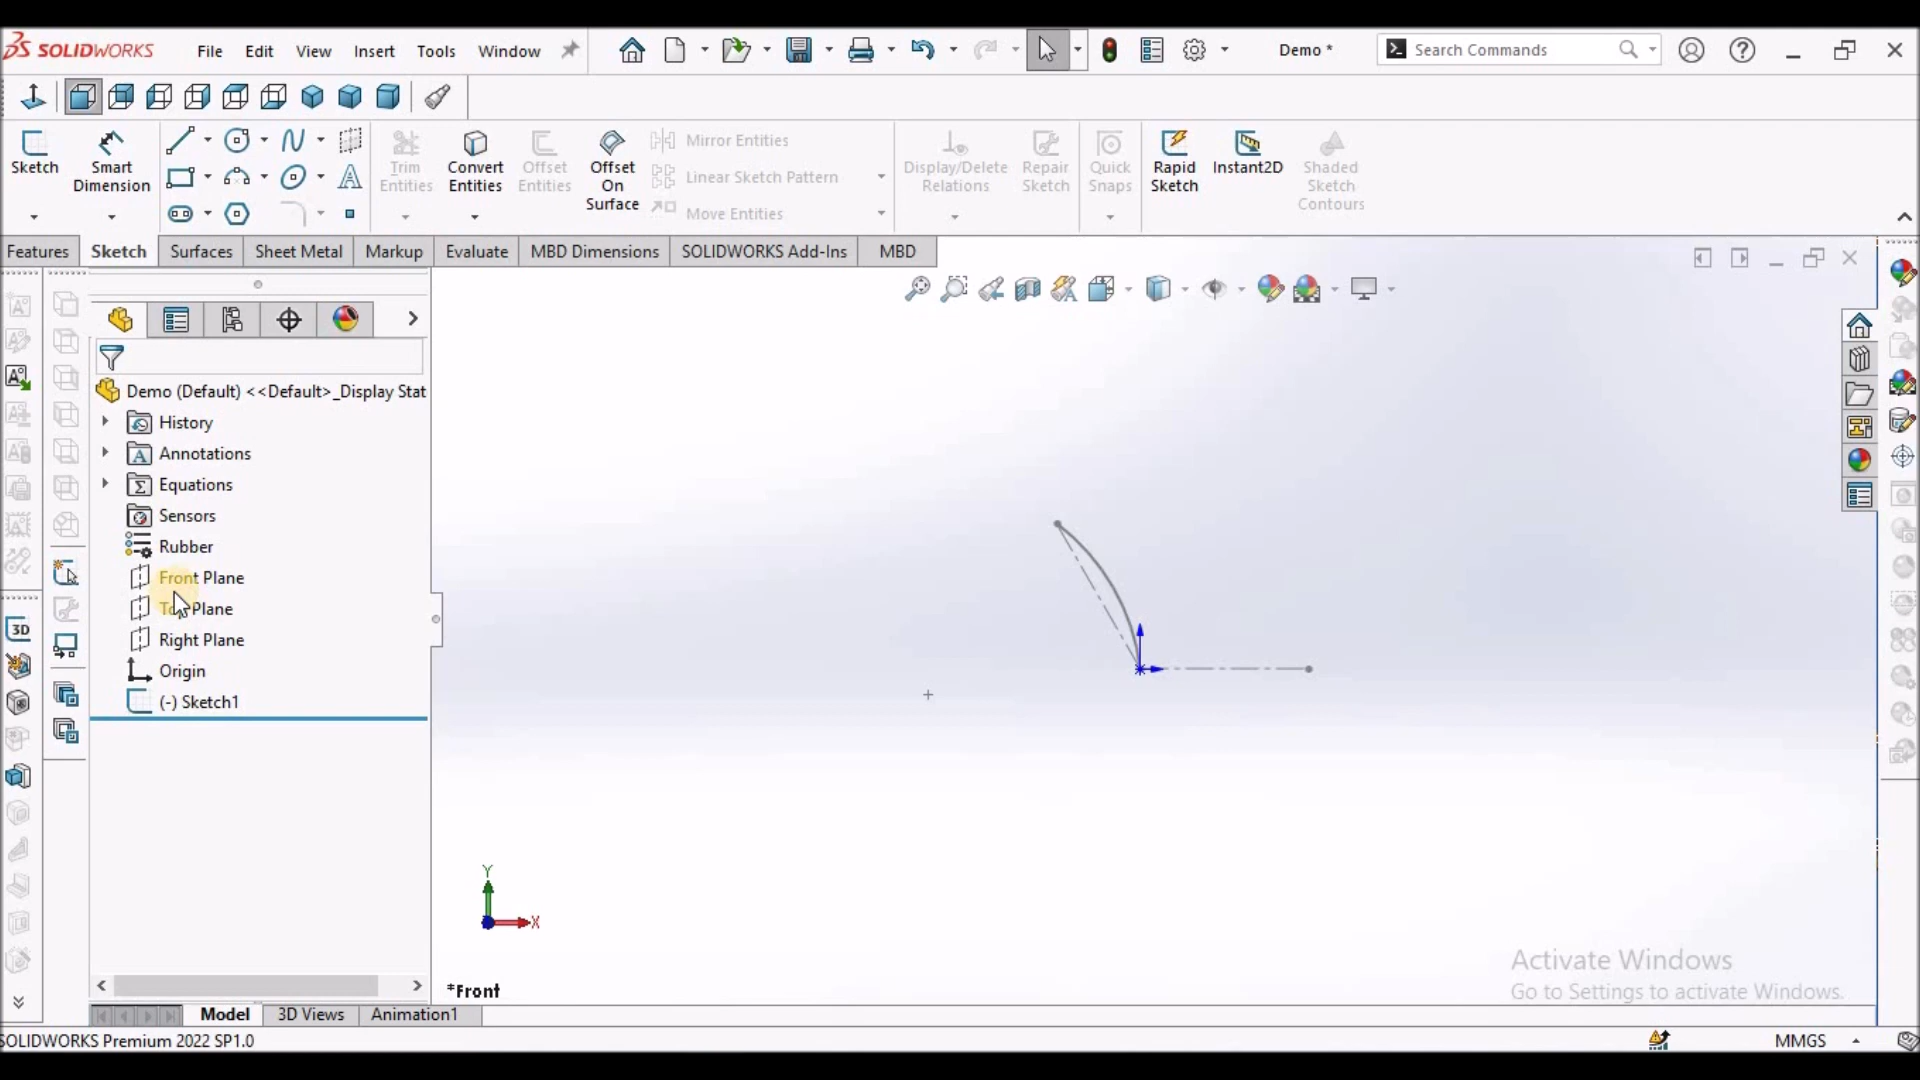 SOLIDWORKS File Edit View Insert Tools Window Demo * Search Commands
Sketch Smart Dimension Trim Entities Convert Entities Offset Entities Offset On Surface Mirror Entities Linear Sketch Pattern Move Entities Display/Delete Relations Repair Sketch Quick Snaps Rapid Sketch Instant2D Shaded Sketch Contours
Features Sketch Surfaces Sheet Metal Markup Evaluate MBD Dimensions SOLIDWORKS Add-Ins MBD
Demo (Default) <<Default>_Display Stat
History
Annotations
Equations
Sensors
Rubber
Front Plane
Top Plane
Right Plane
Origin
(-) Sketch1
3D
Y
X
*Front
Activate Windows
Go to Settings to activate Windows.
Model 3D Views Animation1
SOLIDWORKS Premium 2022 SP1.0 MMGS